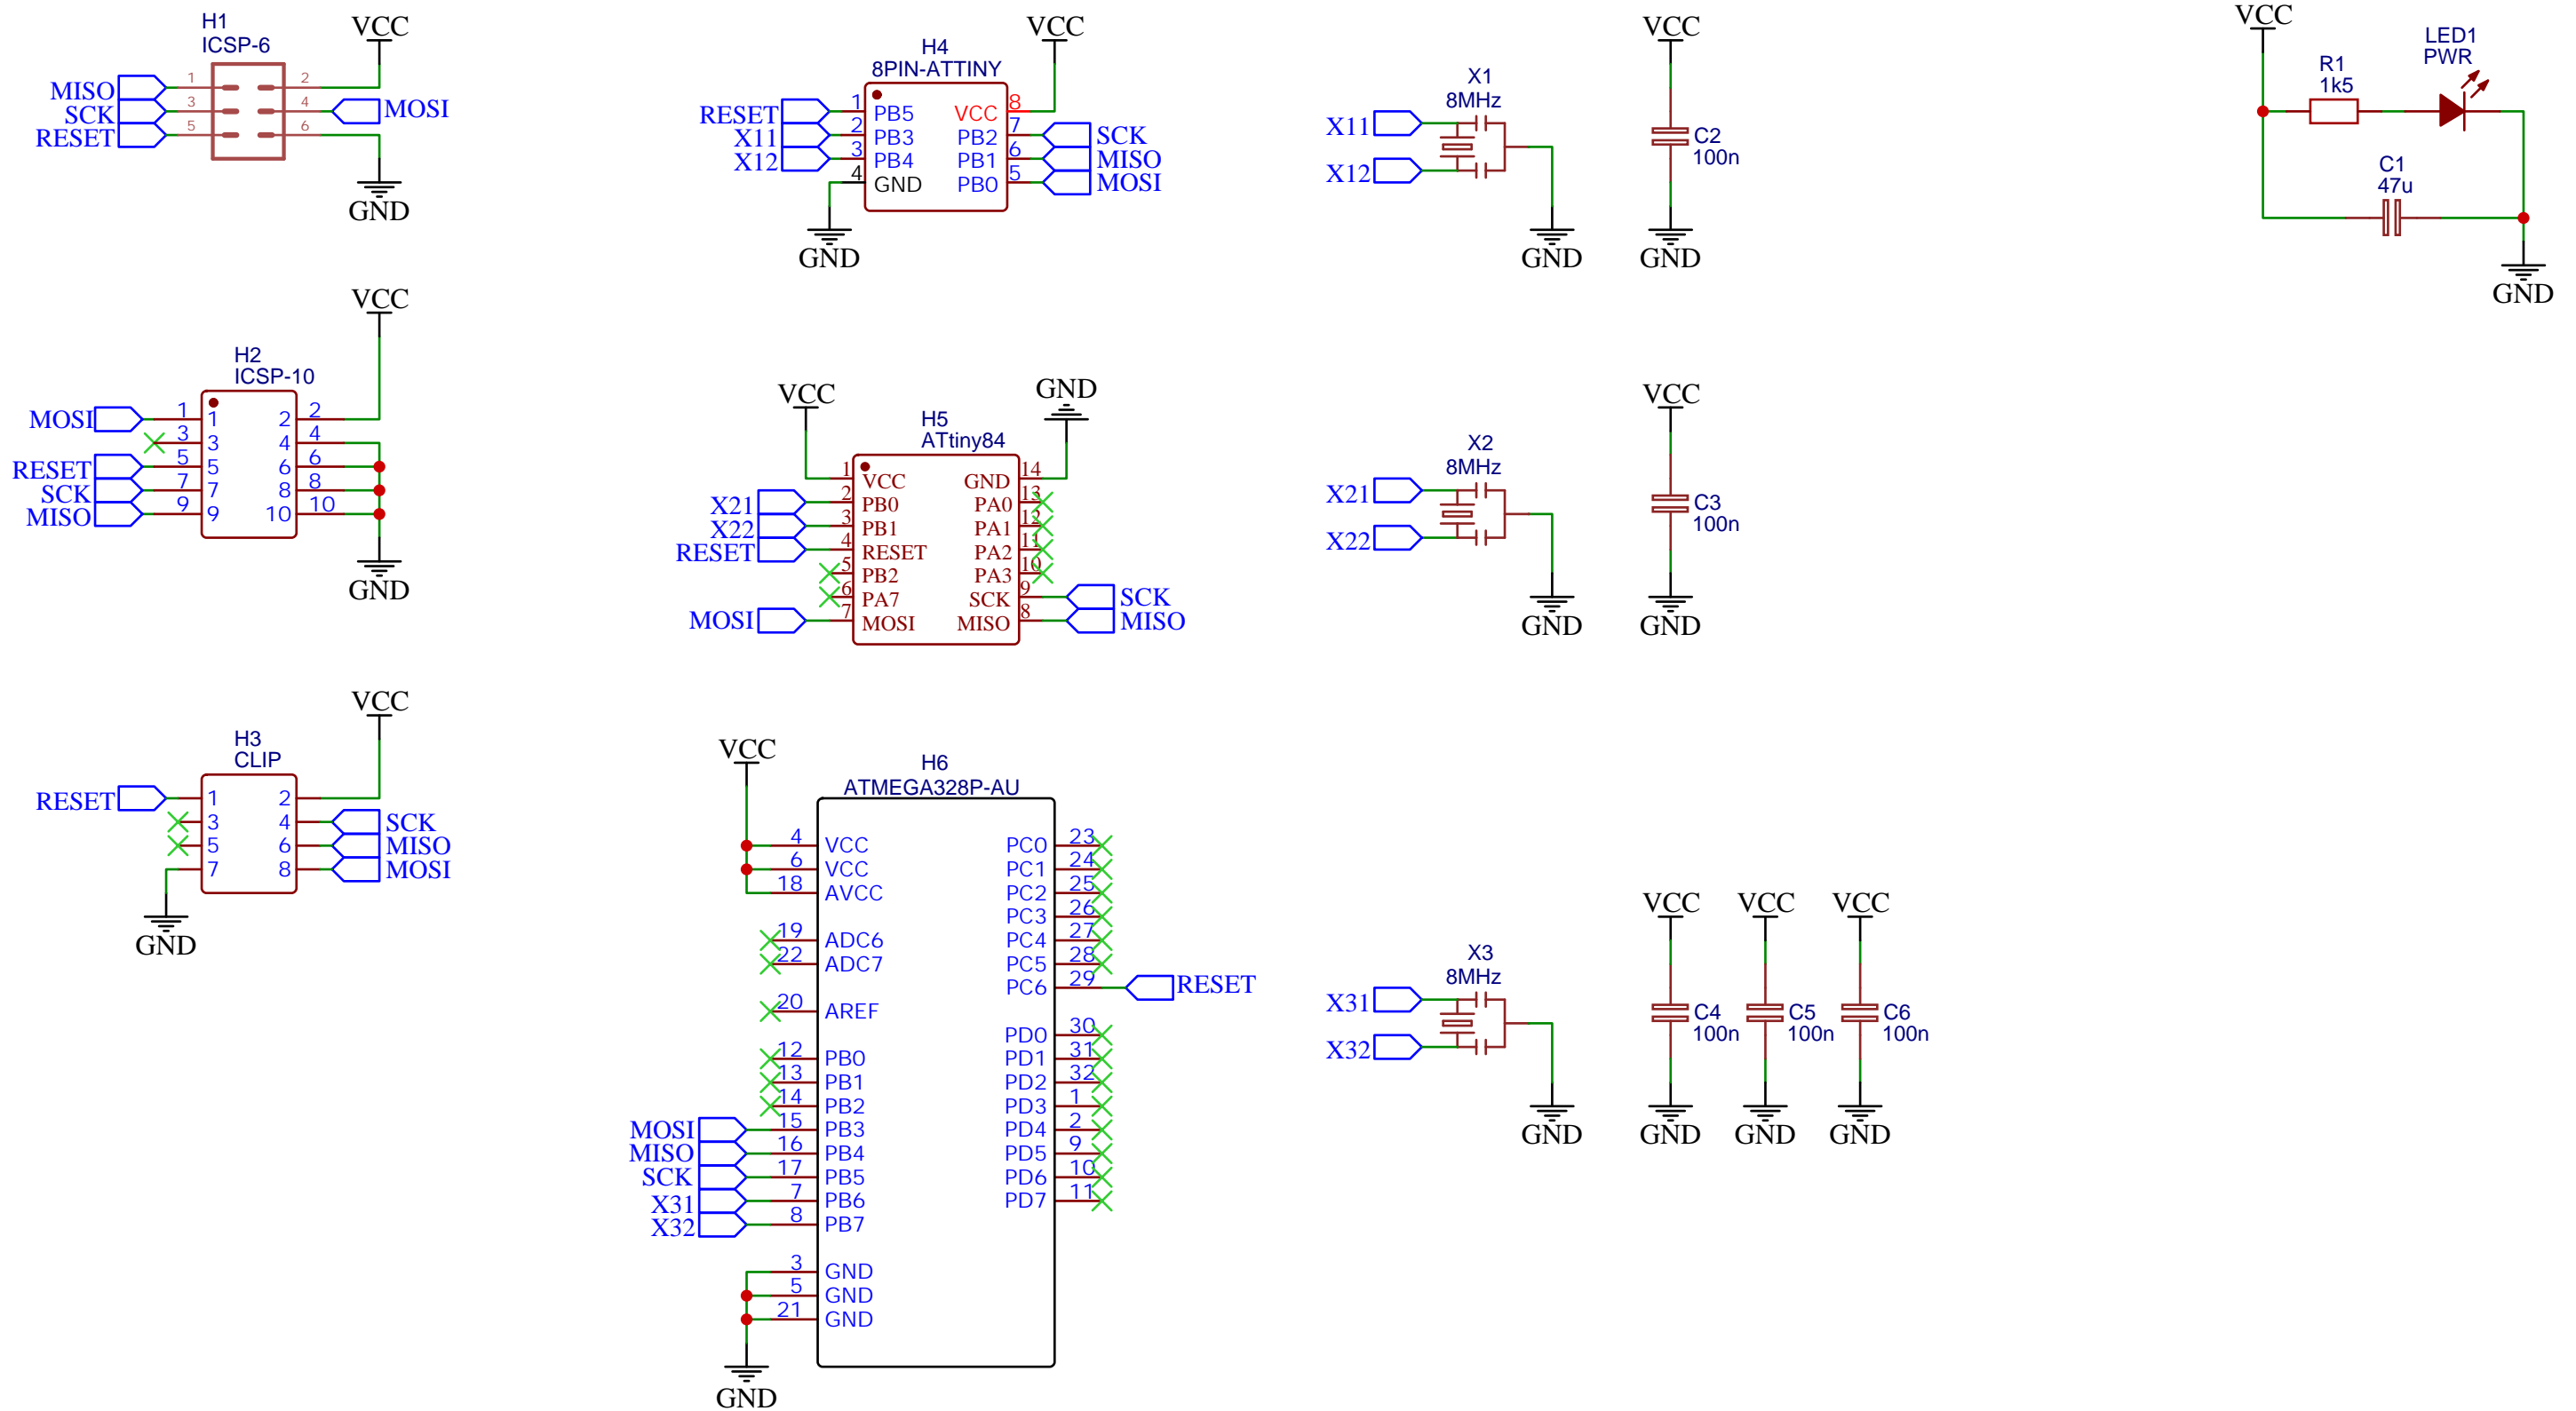 H1
ICSP-6
VCC
MISO 1 2
SCK 3 4 MOSI
RESET 5 6
GND
H4
8PIN-ATTINY
VCC
RESET 1 PB5 VCC 8
X11 2 PB3 PB2 7 SCK
X12 3 PB4 PB1 6 MISO
4 GND PB0 5 MOSI
GND
X1
8MHz
X11
X12
GND
VCC
C2
100n
GND
VCC
R1
1k5
LED1
PWR
C1
47u
GND
H2
ICSP-10
VCC
MOSI 1 1 2 2
3 3 4 4
RESET 5 5 6 6
SCK 7 7 8 8
MISO 9 9 10 10
GND
VCC
GND
H5
ATtiny84
1 VCC GND 14
X21 2 PB0 PA0 13
X22 3 PB1 PA1 12
RESET 4 RESET PA2 11
5 PB2 PA3 10
6 PA7 SCK 9 SCK
MOSI 7 MOSI MISO 8 MISO
X2
8MHz
X21
X22
GND
VCC
C3
100n
GND
H3
CLIP
VCC
RESET 1 2
3 4 SCK
5 6 MISO
7 8 MOSI
GND
VCC
H6
ATMEGA328P-AU
4 VCC PC0 23
6 VCC PC1 24
18 AVCC PC2 25
PC3 26
19 ADC6 PC4 27
22 ADC7 PC5 28
PC6 29 RESET
20 AREF
PD0 30
12 PB0 PD1 31
13 PB1 PD2 32
14 PB2 PD3 1
MOSI 15 PB3 PD4 2
MISO 16 PB4 PD5 9
SCK 17 PB5 PD6 10
X31 7 PB6 PD7 11
X32 8 PB7
3 GND
5 GND
21 GND
GND
X3
8MHz
X31
X32
GND
VCC VCC VCC
C4 C5 C6
100n 100n 100n
GND GND GND